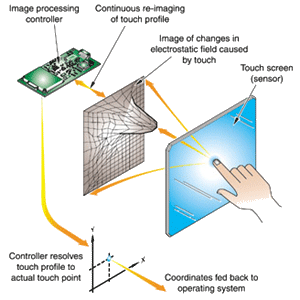 Image processing
controller
Continuous re-imaging
of touch profile
Image of changes in
electrostatic field caused
by touch
Touch screen
(sensor)
Y
X
Controller resolves
touch profile to
actual touch point
Coordinates fed back to
operating system